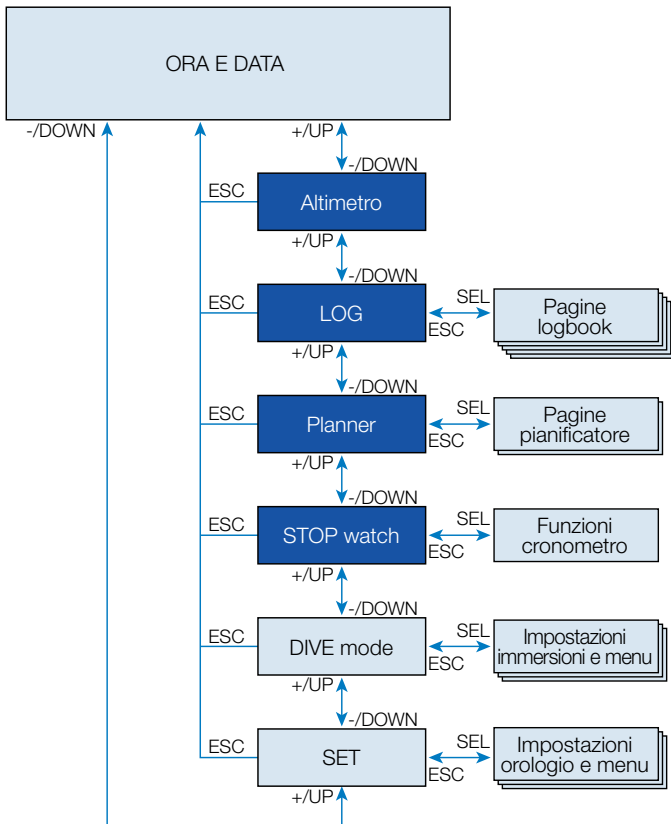 ORA E DATA
-/DOWN
+/UP
-/DOWN
ESC
Altimetro
+/UP
-/DOWN
ESC
LOG
SEL
ESC
Pagine
logbook
+/UP
-/DOWN
ESC
Planner
SEL
ESC
Pagine
pianificatore
+/UP
-/DOWN
ESC
STOP watch
SEL
ESC
Funzioni
cronometro
+/UP
-/DOWN
ESC
DIVE mode
SEL
ESC
Impostazioni
immersioni e menu
+/UP
-/DOWN
ESC
SET
SEL
ESC
Impostazioni
orologio e menu
+/UP